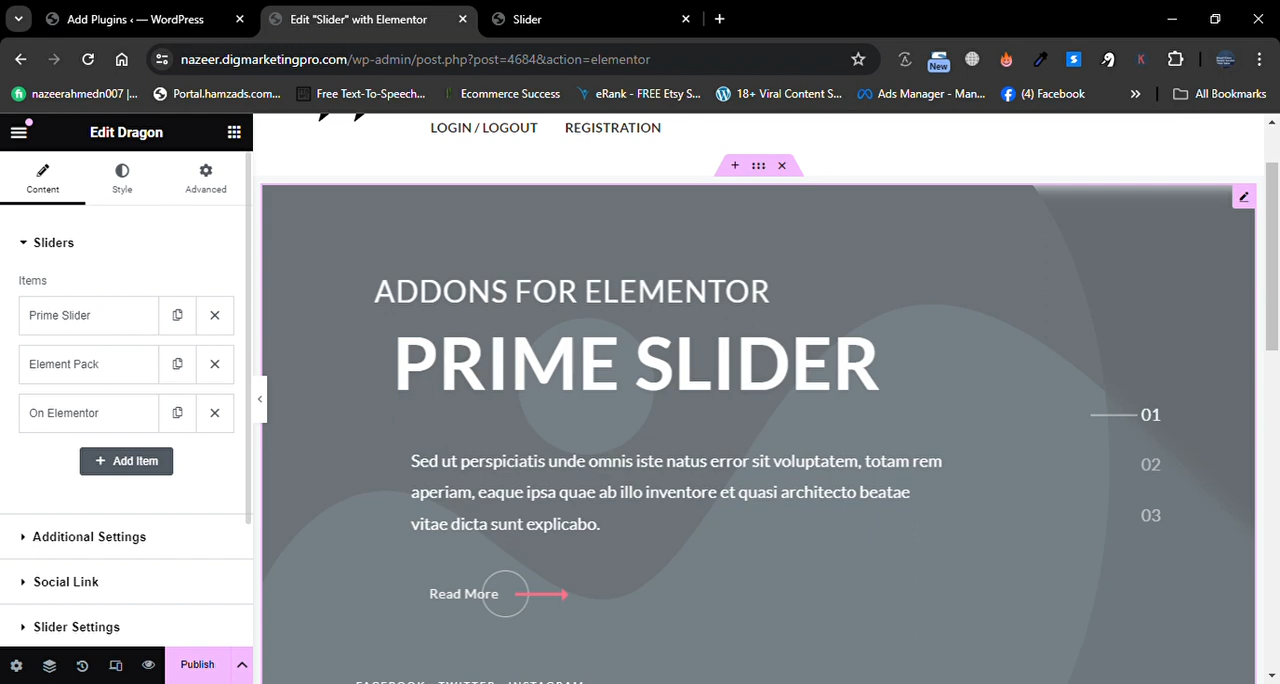 Add Plugins ‹ — WordPress
Edit "Slider" with Elementor
Slider
nazeer.digmarketingpro.com/wp-admin/post.php?post=4684&action=elementor
New
nazeerahmedn007 |...
Portal.hamzads.com...
Free Text-To-Speech...
Ecommerce Success
eRank - FREE Etsy S...
18+ Viral Content S...
Ads Manager - Man...
(4) Facebook
All Bookmarks
Edit Dragon
LOGIN / LOGOUT
REGISTRATION
Content
Style
Advanced
Sliders
Items
Prime Slider
Element Pack
On Elementor
Add Item
Additional Settings
Social Link
Slider Settings
Publish
ADDONS FOR ELEMENTOR
PRIME SLIDER
Sed ut perspiciatis unde omnis iste natus error sit voluptatem, totam rem
aperiam, eaque ipsa quae ab illo inventore et quasi architecto beatae
vitae dicta sunt explicabo.
Read More
01
02
03
FACEBOOK TWITTER INSTAGRAM